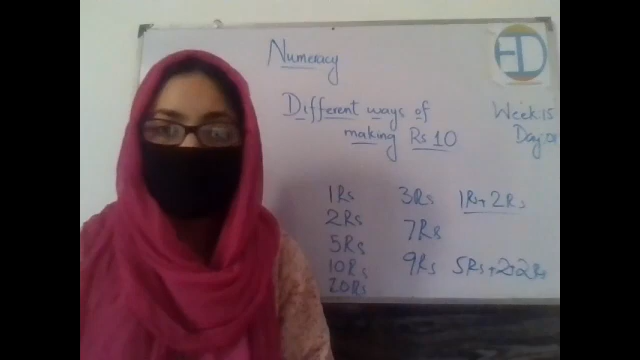 Numeracy
Different ways of
making Rs 10
Week 15
1Rs
2Rs
5Rs
10Rs
20Rs
3Rs
7Rs
9Rs
1Rs + 2Rs
5Rs + 2+2Rs